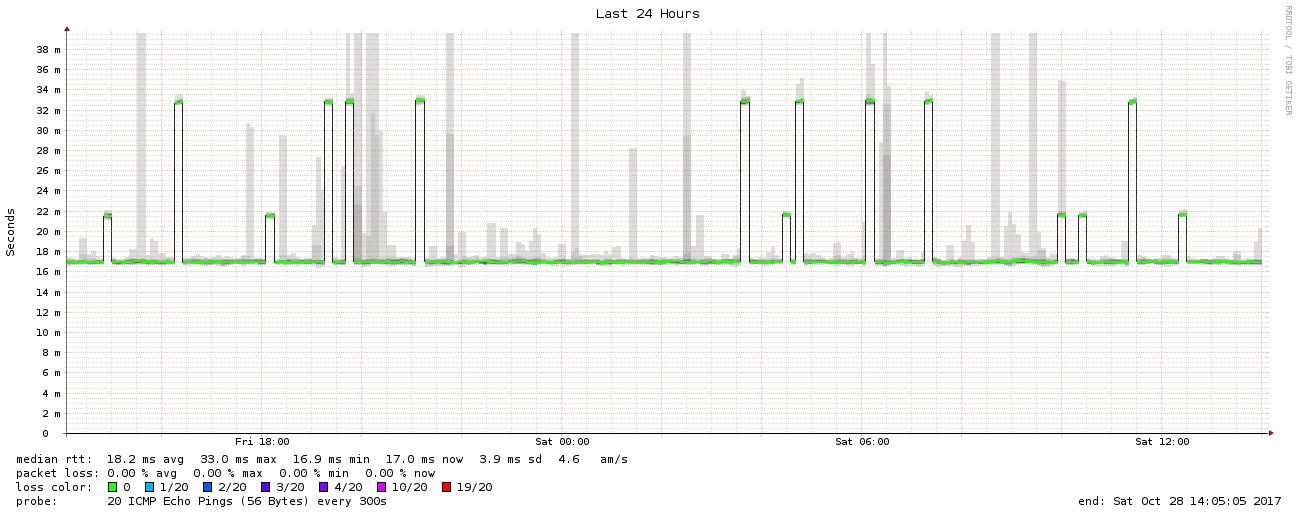 Last 24 Hours
RRDTOOL / TOBI OETIKER
Seconds
38 m
36 m
34 m
32 m
30 m
28 m
26 m
24 m
22 m
20 m
18 m
16 m
14 m
12 m
10 m
8 m
6 m
4 m
2 m
0
Fri 18:00 Sat 00:00 Sat 06:00 Sat 12:00
median rtt: 18.2 ms avg 33.0 ms max 16.9 ms min 17.0 ms now 3.9 ms sd 4.6 am/s
packet loss: 0.00 % avg 0.00 % max 0.00 % min 0.00 % now
loss color: 0 1/20 2/20 3/20 4/20 10/20 19/20
probe: 20 ICMP Echo Pings (56 Bytes) every 300s end: Sat Oct 28 14:05:05 2017